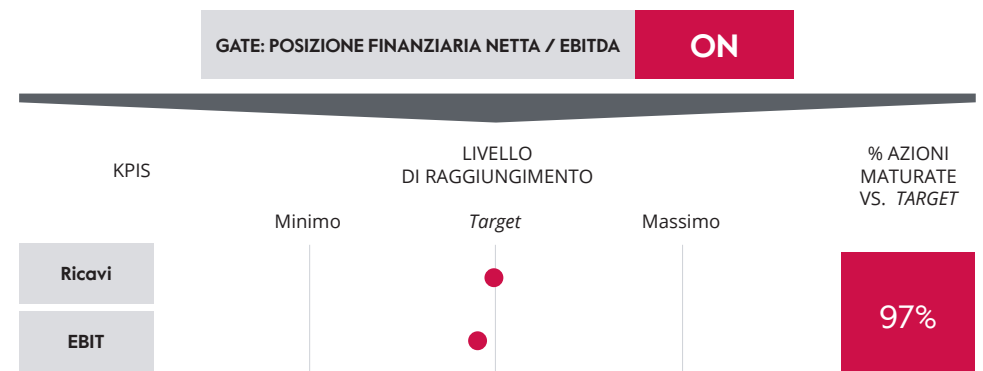 GATE: POSIZIONE FINANZIARIA NETTA / EBITDA
ON
KPIS
LIVELLO
DI RAGGIUNGIMENTO
% AZIONI
MATURATE
VS. TARGET
Minimo
Target
Massimo
Ricavi
EBIT
97%